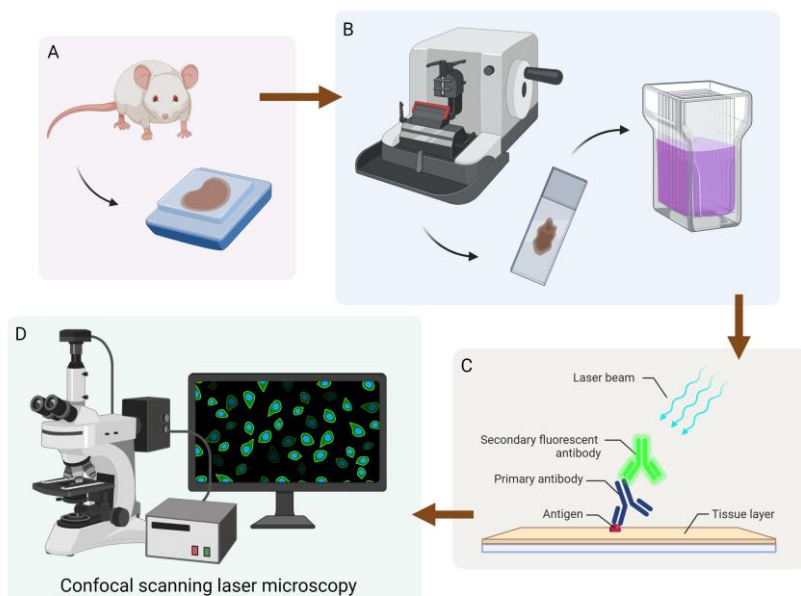 A
B
C
Laser beam
Secondary fluorescent
antibody
Primary antibody
Antigen
Tissue layer
D
Confocal scanning laser microscopy